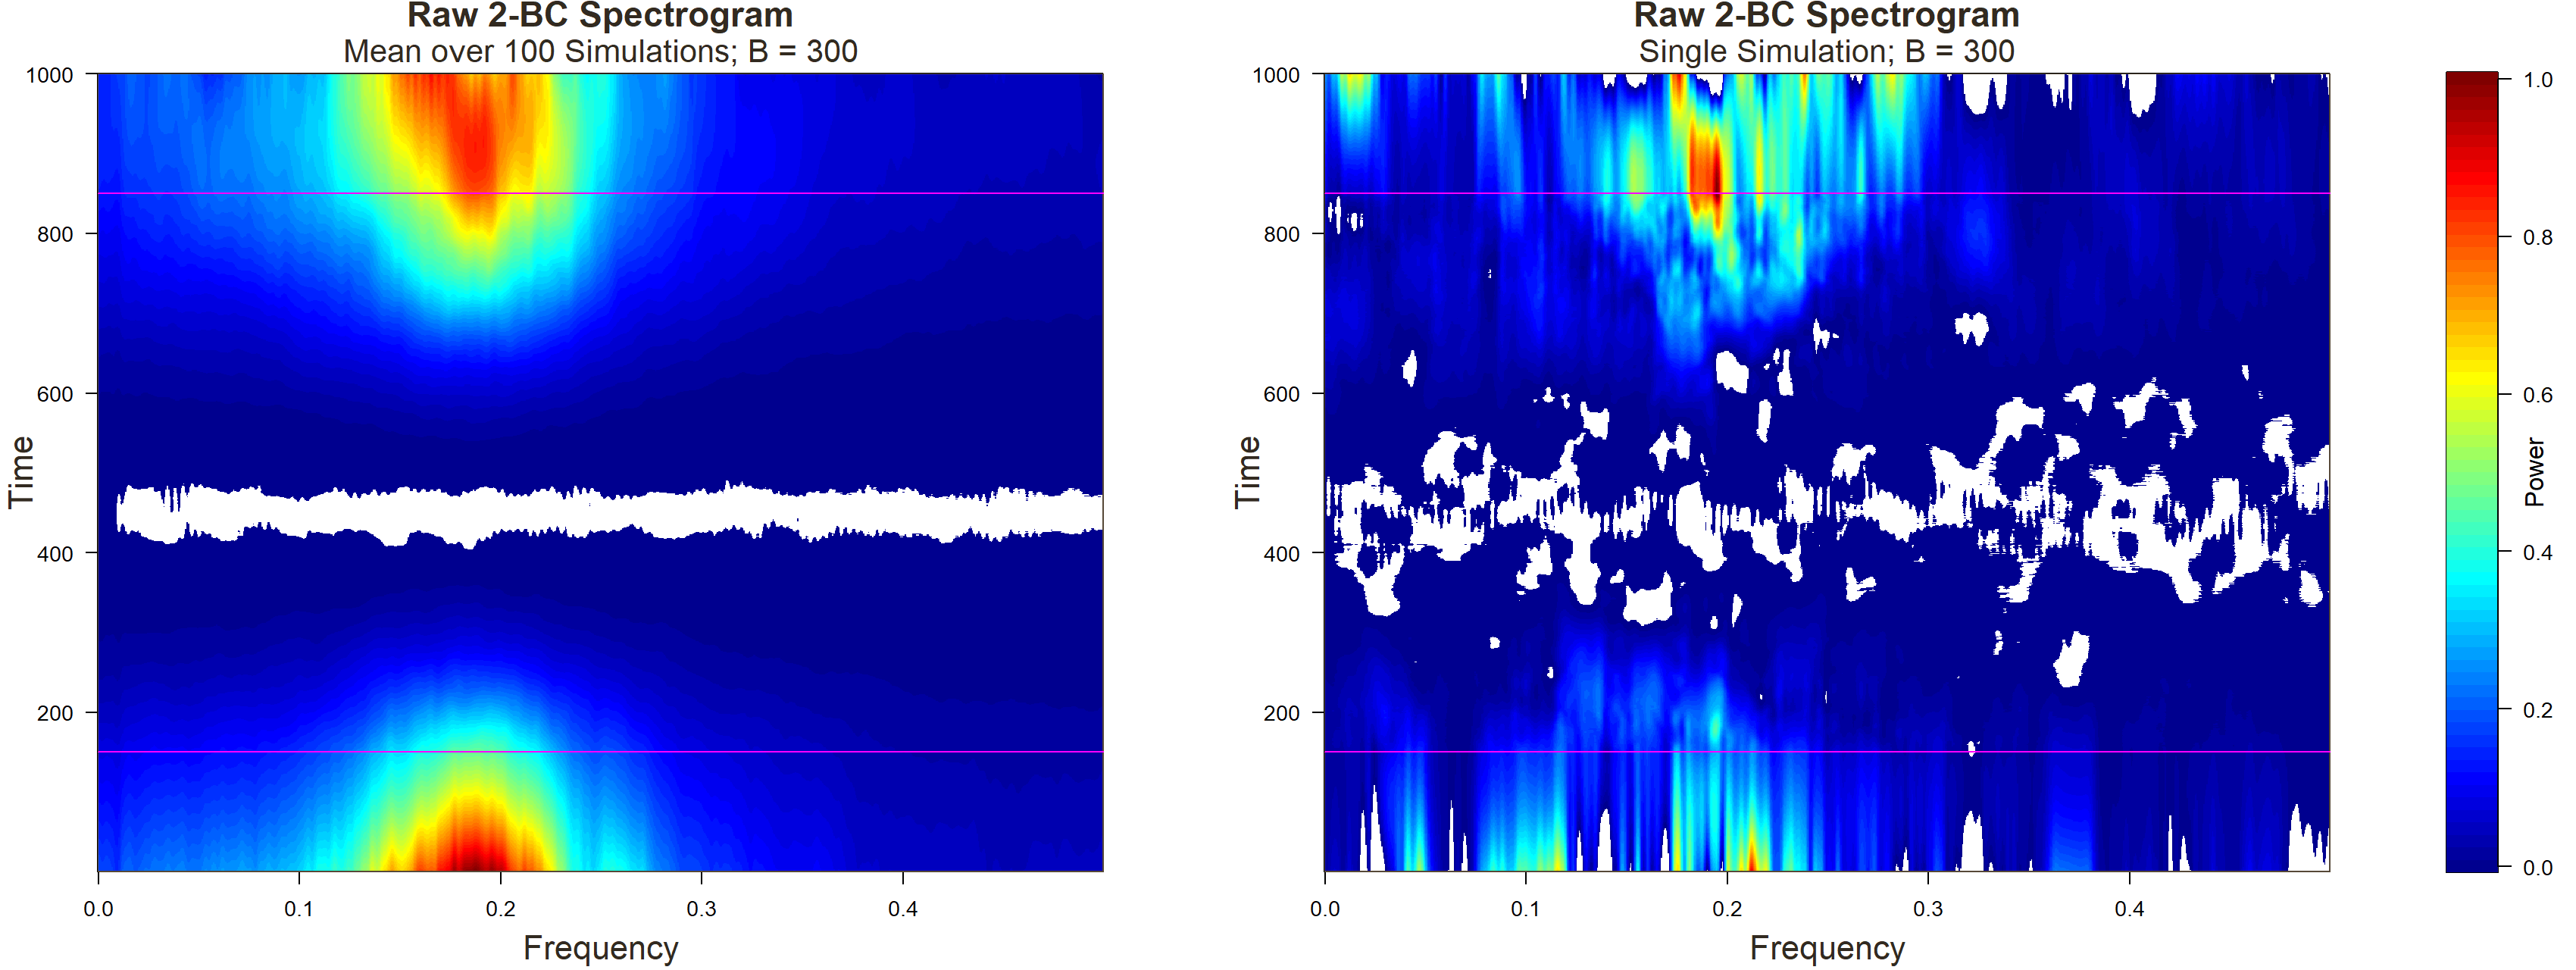 Raw 2-BC Spectrogram
Mean over 100 Simulations; B = 300
1000
800
600
400
200
Time
0.0 0.1 0.2 0.3 0.4
Frequency
Raw 2-BC Spectrogram
Single Simulation; B = 300
1000
800
600
400
200
Time
0.0 0.1 0.2 0.3 0.4
Frequency
1.0
0.8
0.6
0.4
0.2
0.0
Power